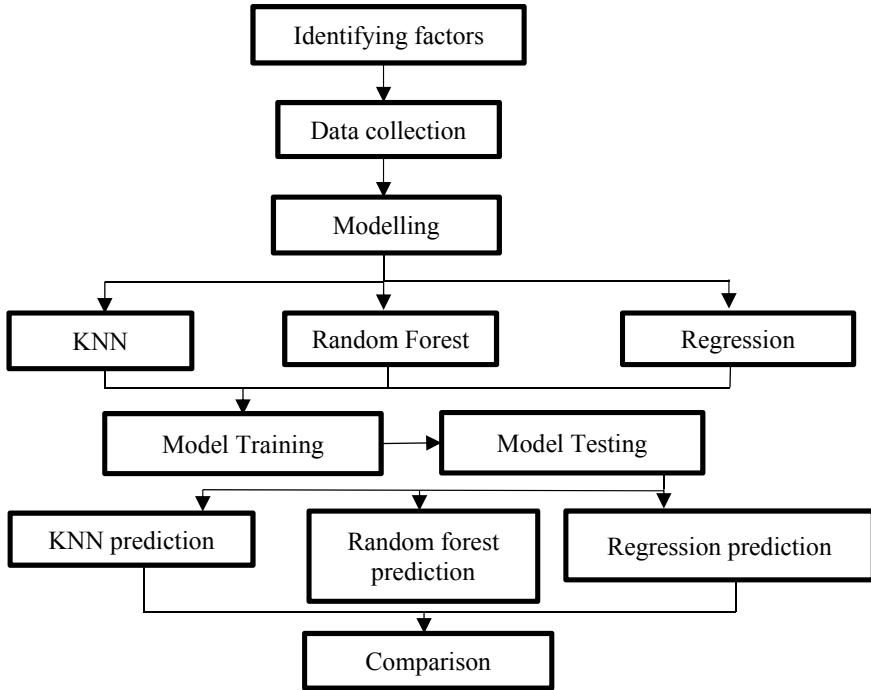 Identifying factors
Data collection
Modelling
KNN
Random Forest
Regression
Model Training
Model Testing
KNN prediction
Random forest
prediction
Regression prediction
Comparison